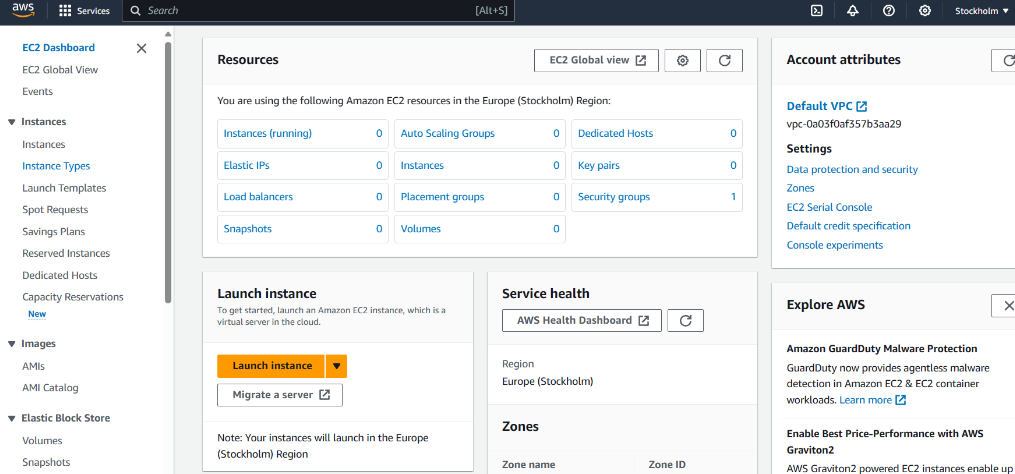 aws
Services
Search
[Alt+S]
Stockholm
EC2 Dashboard
EC2 Global View
Events
Instances
Instances
Instance Types
Launch Templates
Spot Requests
Savings Plans
Reserved Instances
Dedicated Hosts
Capacity Reservations
New
Images
AMIs
AMI Catalog
Elastic Block Store
Volumes
Snapshots
Resources
EC2 Global view
You are using the following Amazon EC2 resources in the Europe (Stockholm) Region:
Instances (running) 0
Auto Scaling Groups 0
Dedicated Hosts 0
Elastic IPs 0
Instances 0
Key pairs 0
Load balancers 0
Placement groups 0
Security groups 1
Snapshots 0
Volumes 0
Launch instance
To get started, launch an Amazon EC2 instance, which is a
virtual server in the cloud.
Launch instance
Migrate a server
Note: Your instances will launch in the Europe
(Stockholm) Region
Service health
AWS Health Dashboard
Region
Europe (Stockholm)
Zones
Zone name
Zone ID
Account attributes
Default VPC
vpc-0a03f0af357b3aa29
Settings
Data protection and security
Zones
EC2 Serial Console
Default credit specification
Console experiments
Explore AWS
Amazon GuardDuty Malware Protection
GuardDuty now provides agentless malware
detection in Amazon EC2 & EC2 container
workloads. Learn more
Enable Best Price-Performance with AWS
Graviton2
AWS Graviton2 powered EC2 instances enable up